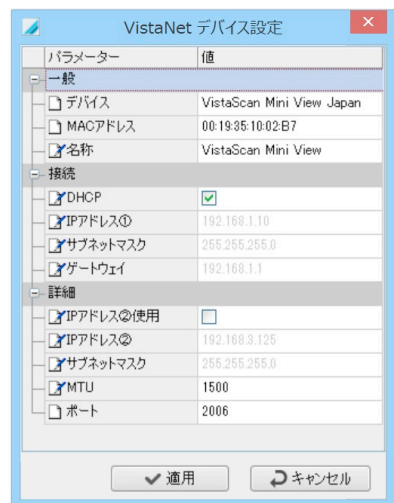 VistaNet デバイス設定
パラメーター 値
一般
デバイス VistaScan Mini View Japan
MACアドレス 00:19:35:10:02:B7
名称 VistaScan Mini View
接続
DHCP
IPアドレス① 192.168.1.10
サブネットマスク 255.255.255.0
ゲートウェイ 192.168.1.1
詳細
IPアドレス②使用
IPアドレス② 192.168.3.125
サブネットマスク 255.255.255.0
MTU 1500
ポート 2006
適用 キャンセル